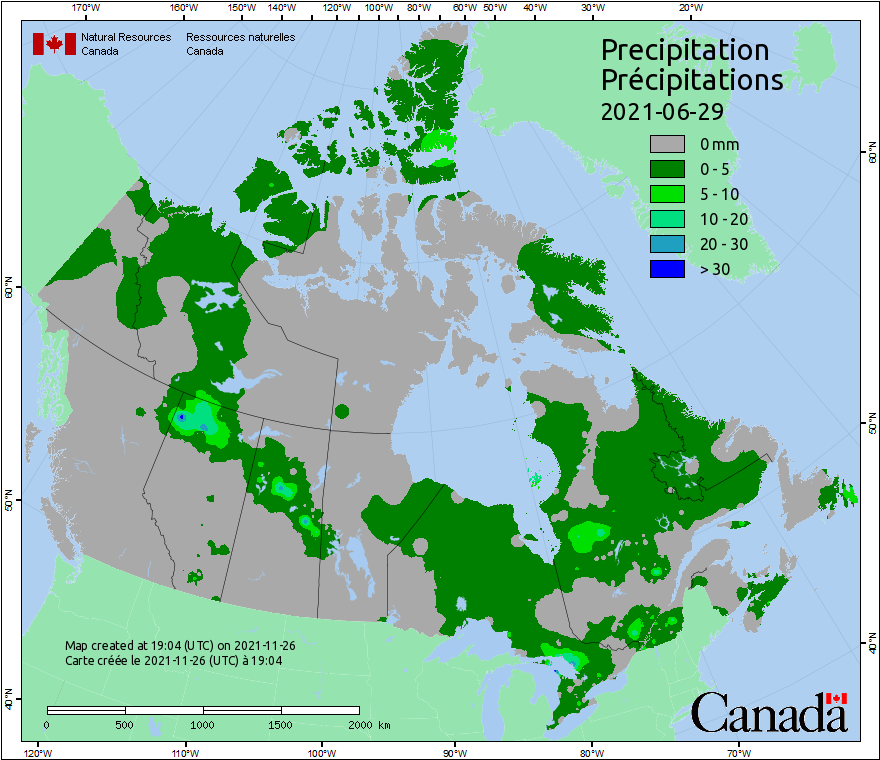 170°W 160°W 150°W 140°W 120°W 100°W 80°W 60°W 50°W 40°W 30°W 20°W
Natural Resources Ressources naturelles
Canada Canada
Precipitation
Précipitations
2021-06-29
0 mm
0 - 5
5 - 10
10 - 20
20 - 30
> 30
60°N
50°N
40°N
60°N
50°N
40°N
Map created at 19:04 (UTC) on 2021-11-26
Carte créée le 2021-11-26 (UTC) à 19:04
0 500 1000 1500 2000 km
Canada
120°W 110°W 100°W 90°W 80°W 70°W